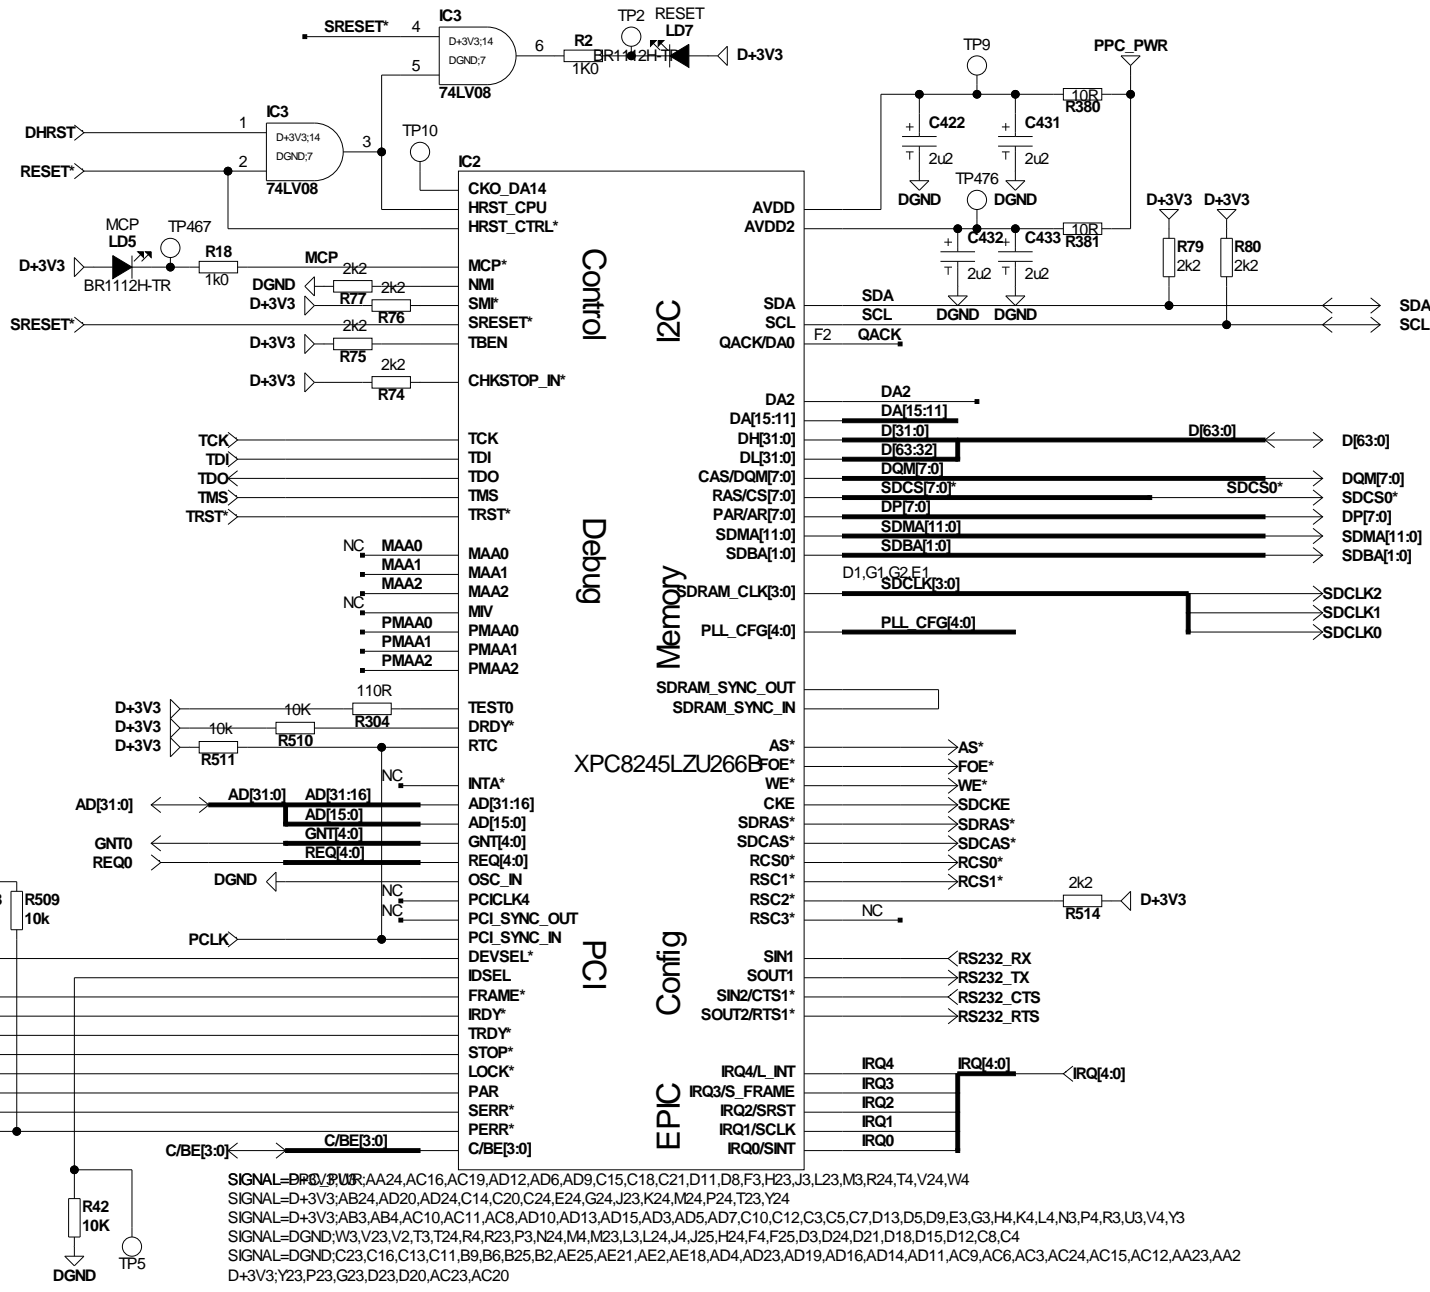 IC3
TP2
RESET
LD7
SRESET*
4
D+3V3;14
DGND;7
6
R2
1K0
BR1112H-TR
D+3V3
5
74LV08
TP9
PPC_PWR
10R
R380
C422
2u2
C431
2u2
DGND
DGND
IC3
DHRST
1
D+3V3;14
DGND;7
3
RESET*
2
74LV08
TP10
IC2
TP476
C432
2u2
C433
2u2
10R
R381
DGND
DGND
D+3V3
D+3V3
R79
2k2
R80
2k2
MCP
LD5
TP467
D+3V3
BR1112H-TR
R18
1k0
MCP
DGND
2k2
R77
D+3V3
2k2
R76
SRESET*
D+3V3
2k2
R75
D+3V3
2k2
R74
CKO_DA14
HRST_CPU
HRST_CTRL*
MCP*
NMI
SMI*
SRESET*
TBEN
CHKSTOP_IN*
Control
I2C
AVDD
AVDD2
SDA
SDA
SDA
SCL
SCL
SCL
QACK/DA0
F2
QACK
TCK
TCK
TDI
TDI
TDO
TDO
TMS
TMS
TRST*
TRST*
NC
MAA0
MAA0
MAA1
MAA1
MAA2
MAA2
NC
MIV
PMAA0
PMAA0
PMAA1
PMAA1
PMAA2
PMAA2
Debug
Memory
DA2
DA2
DA[15:11]
DA[15:11]
DH[31:0]
D[31:0]
D[63:0]
D[63:0]
DL[31:0]
D[63:32]
CAS/DQM[7:0]
DQM[7:0]
DQM[7:0]
RAS/CS[7:0]
SDCS[7:0]*
SDCS0*
SDCS0*
PAR/AR[7:0]
DP[7:0]
DP[7:0]
SDMA[11:0]
SDMA[11:0]
SDMA[11:0]
SDBA[1:0]
SDBA[1:0]
SDBA[1:0]
D1,G1,G2,E1
SDRAM_CLK[3:0]
SDCLK[3:0]
SDCLK2
SDCLK1
SDCLK0
PLL_CFG[4:0]
PLL_CFG[4:0]
SDRAM_SYNC_OUT
SDRAM_SYNC_IN
D+3V3
110R
R304
TEST0
D+3V3
10K
R510
DRDY*
D+3V3
10k
R511
RTC
XPC8245LZU266B
NC
INTA*
AD[31:0]
AD[31:0]
AD[31:16]
AD[31:16]
AD[15:0]
AD[15:0]
GNT0
GNT[4:0]
GNT[4:0]
REQ0
REQ[4:0]
REQ[4:0]
DGND
OSC_IN
NC
PCICLK4
NC
PCI_SYNC_OUT
PCLK
PCI_SYNC_IN
DEVSEL*
IDSEL
FRAME*
IRDY*
TRDY*
STOP*
LOCK*
PAR
SERR*
PERR*
C/BE[3:0]
C/BE[3:0]
C/BE[3:0]
PCI
Config
EPIC
R509
10k
AS*
AS*
FOE*
FOE*
WE*
WE*
CKE
SDCKE
SDRAS*
SDRAS*
SDCAS*
SDCAS*
RCS0*
RCS0*
RSC1*
RCS1*
RSC2*
2k2
R514
D+3V3
RSC3*
NC
SIN1
RS232_RX
SOUT1
RS232_TX
SIN2/CTS1*
RS232_CTS
SOUT2/RTS1*
RS232_RTS
IRQ4/L_INT
IRQ4
IRQ[4:0]
IRQ[4:0]
IRQ3/S_FRAME
IRQ3
IRQ2/SRST
IRQ2
IRQ1/SCLK
IRQ1
IRQ0/SINT
IRQ0
R42
10K
DGND
TP5
SIGNAL=PPC_PWR;AA24,AC16,AC19,AD12,AD6,AD9,C15,C18,C21,D11,D8,F3,H23,J3,L23,M3,R24,T4,V24,W4
SIGNAL=D+3V3;AB24,AD20,AD24,C14,C20,C24,E24,G24,J23,K24,M24,P24,T23,Y24
SIGNAL=D+3V3;AB3,AB4,AC10,AC11,AC8,AD10,AD13,AD15,AD3,AD5,AD7,C10,C12,C3,C5,C7,D13,D5,D9,E3,G3,H4,K4,L4,N3,P4,R3,U3,V4,Y3
SIGNAL=DGND;W3,V23,V2,T3,T24,R4,R23,P3,N24,M4,M23,L3,L24,J4,J25,H24,F4,F25,D3,D24,D21,D18,D15,D12,C8,C4
SIGNAL=DGND;C23,C16,C13,C11,B9,B6,B25,B2,AE25,AE21,AE2,AE18,AD4,AD23,AD19,AD16,AD14,AD11,AC9,AC6,AC3,AC24,AC15,AC12,AA23,AA2
D+3V3;Y23,P23,G23,D23,D20,AC23,AC20